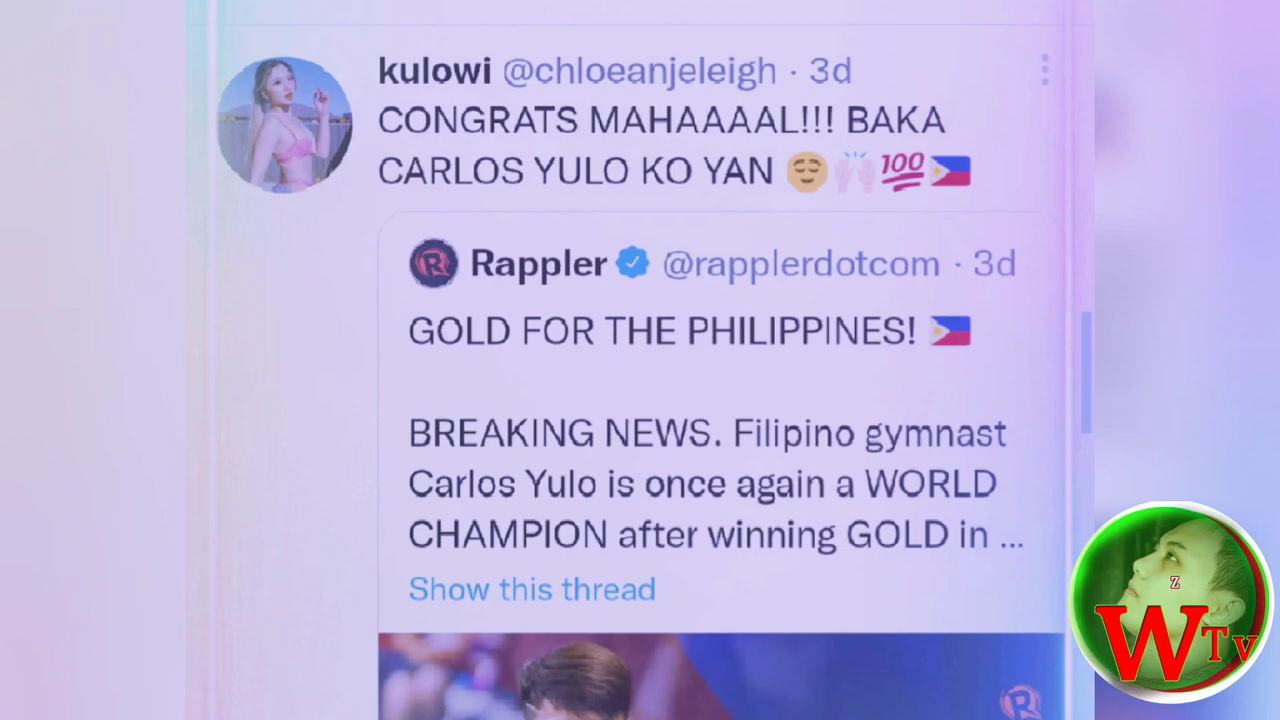 kulowi @chloeanjeleigh · 3d
CONGRATS MAHAAAAL!!! BAKA
CARLOS YULO KO YAN 😌🙌🏻💯🇵🇭
Rappler @rapplerdotcom · 3d
GOLD FOR THE PHILIPPINES! 🇵🇭
BREAKING NEWS. Filipino gymnast
Carlos Yulo is once again a WORLD
CHAMPION after winning GOLD in ...
Show this thread
Z
W TV